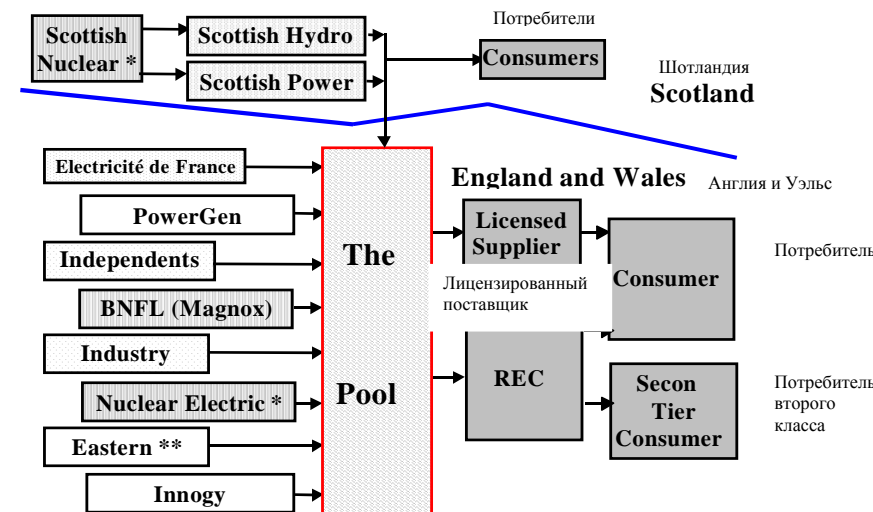 Потребители
Scottish
Nuclear *
Scottish Hydro
Scottish Power
Consumers
Шотландия
Scotland
Electricité de France
PowerGen
Independents
BNFL (Magnox)
Industry
Nuclear Electric *
Eastern **
Innogy
The
Pool
England and Wales
Англия и Уэльс
Licensed
Supplier
Лицензированный
поставщик
Consumer
Потребитель
REC
Secon
Tier
Consumer
Потребитель
второго
класса